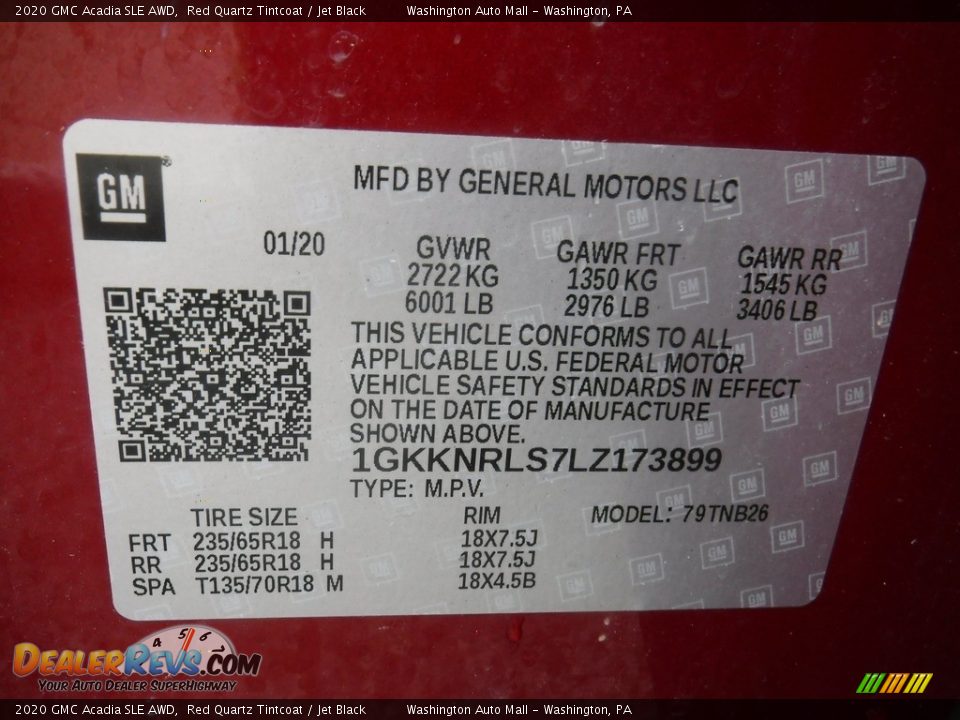 2020 GMC Acadia SLE AWD, Red Quartz Tintcoat / Jet Black Washington Auto Mall - Washington, PA
GM®
MFD BY GENERAL MOTORS LLC
01/20 GVWR GAWR FRT GAWR RR
2722 KG 1350 KG 1545 KG
6001 LB 2976 LB 3406 LB
THIS VEHICLE CONFORMS TO ALL
APPLICABLE U.S. FEDERAL MOTOR
VEHICLE SAFETY STANDARDS IN EFFECT
ON THE DATE OF MANUFACTURE
SHOWN ABOVE.
1GKKNRLS7LZ173899
TYPE: M.P.V.
TIRE SIZE RIM MODEL: 79TNB26
FRT 235/65R18 H 18X7.5J
RR 235/65R18 H 18X7.5J
SPA T135/70R18 M 18X4.5B
4 5 6
DEALERREVS.COM
YOUR AUTO DEALER SUPERHIGHWAY
2020 GMC Acadia SLE AWD, Red Quartz Tintcoat / Jet Black Washington Auto Mall - Washington, PA